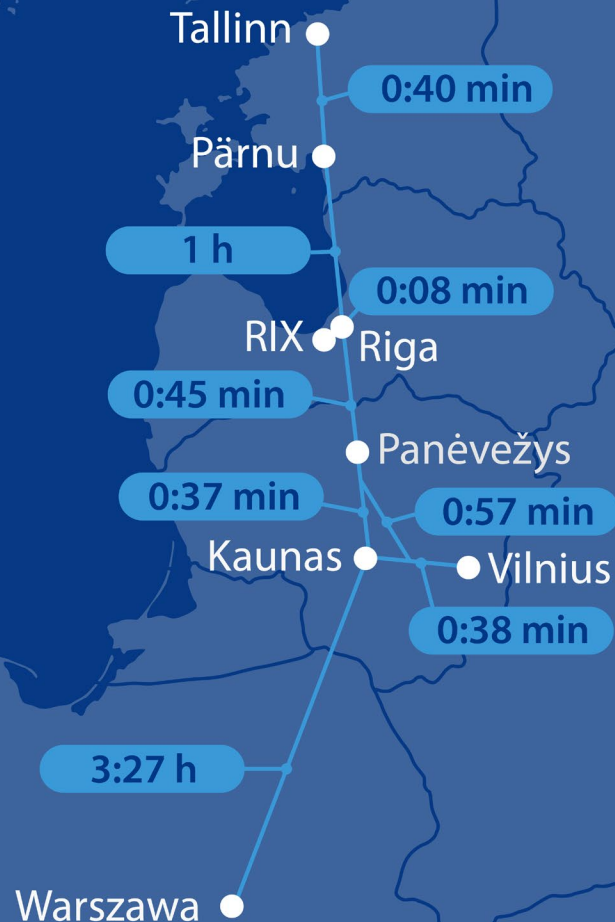 Tallinn
0:40 min
Pärnu
1 h
0:08 min
RIX
Riga
0:45 min
Panėvežys
0:37 min
0:57 min
Kaunas
Vilnius
0:38 min
3:27 h
Warszawa